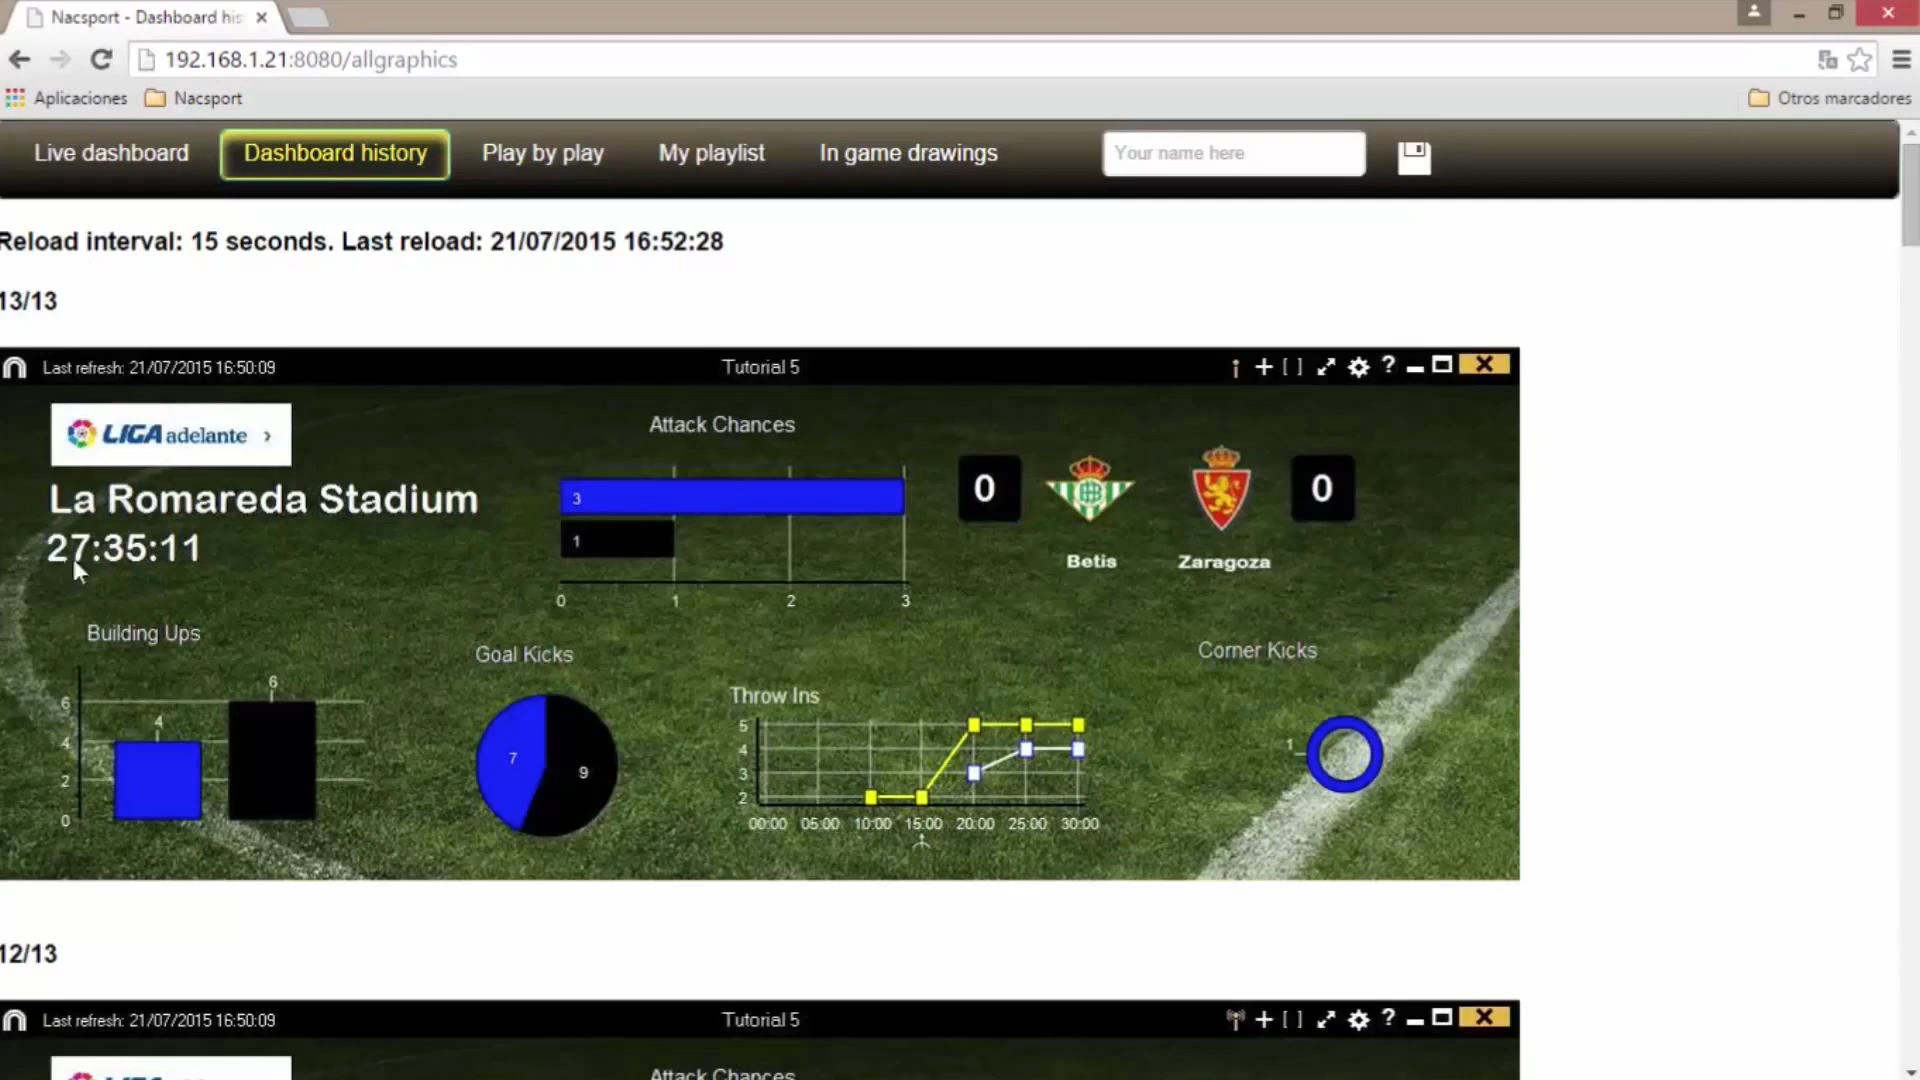 Nacsport - Dashboard his
192.168.1.21:8080/allgraphics
Aplicaciones
Nacsport
Otros marcadores
Live dashboard
Dashboard history
Play by play
My playlist
In game drawings
Your name here
Reload interval: 15 seconds. Last reload: 21/07/2015 16:52:28
13/13
Last refresh: 21/07/2015 16:50:09
Tutorial 5
LIGA adelante
La Romareda Stadium
27:35:11
Attack Chances
3
1
0 1 2 3
0
0
Betis
Zaragoza
Building Ups
6
4
2
0
4
6
Goal Kicks
7
9
Throw Ins
5
4
3
2
00:00 05:00 10:00 15:00 20:00 25:00 30:00
Corner Kicks
1
12/13
Last refresh: 21/07/2015 16:50:09
Tutorial 5
Attack Chances